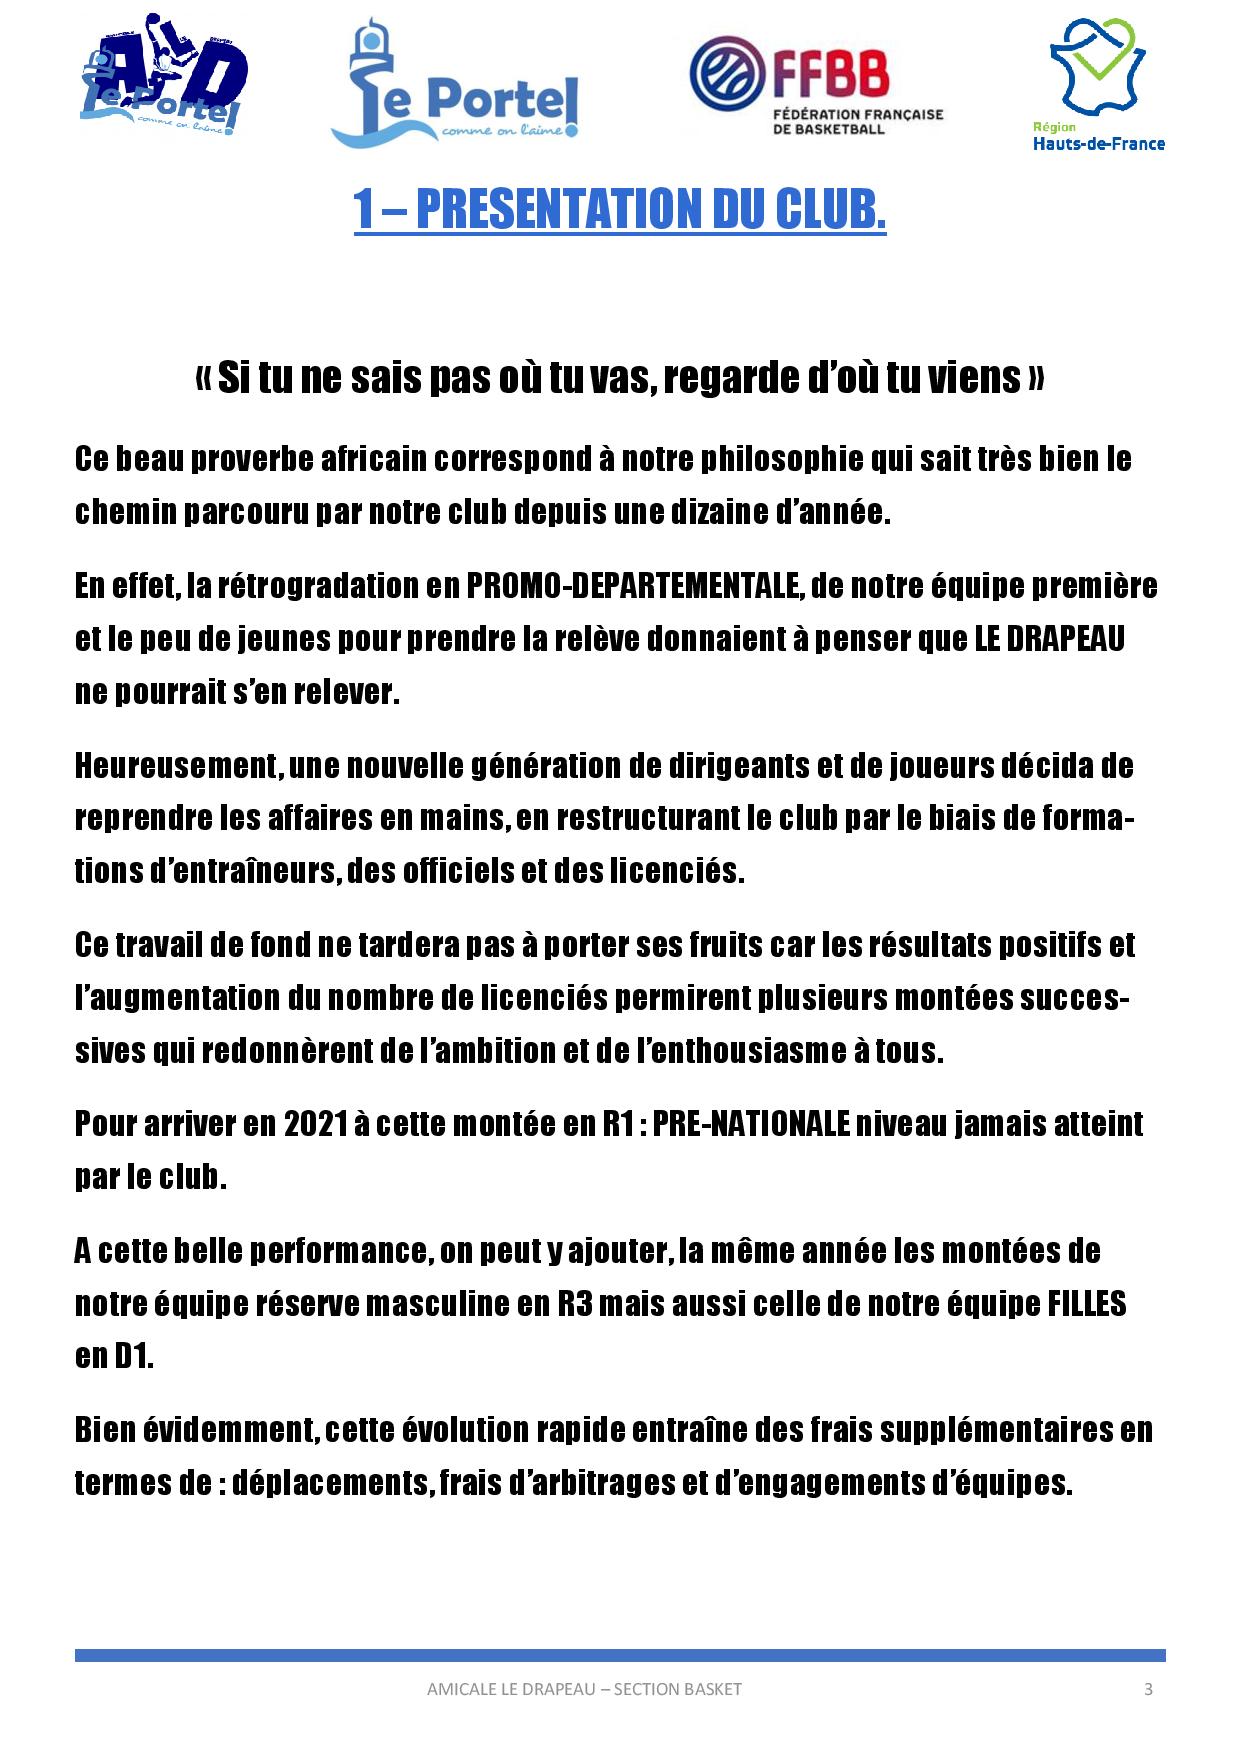 Le Portel
comme on l'aime
Le Portel
comme on l'aime
FFBB
FÉDÉRATION FRANÇAISE
DE BASKETBALL
Région
Hauts-de-France
1 – PRESENTATION DU CLUB.
« Si tu ne sais pas où tu vas, regarde d’où tu viens »
Ce beau proverbe africain correspond à notre philosophie qui sait très bien le
chemin parcouru par notre club depuis une dizaine d’année.
En effet, la rétrogradation en PROMO-DEPARTEMENTALE, de notre équipe première
et le peu de jeunes pour prendre la relève donnaient à penser que LE DRAPEAU
ne pourrait s’en relever.
Heureusement, une nouvelle génération de dirigeants et de joueurs décida de
reprendre les affaires en mains, en restructurant le club par le biais de forma-
tions d’entraîneurs, des officiels et des licenciés.
Ce travail de fond ne tardera pas à porter ses fruits car les résultats positifs et
l’augmentation du nombre de licenciés permirent plusieurs montées succes-
sives qui redonnèrent de l’ambition et de l’enthousiasme à tous.
Pour arriver en 2021 à cette montée en R1 : PRE-NATIONALE niveau jamais atteint
par le club.
A cette belle performance, on peut y ajouter, la même année les montées de
notre équipe réserve masculine en R3 mais aussi celle de notre équipe FILLES
en D1.
Bien évidemment, cette évolution rapide entraîne des frais supplémentaires en
termes de : déplacements, frais d’arbitrages et d’engagements d’équipes.
AMICALE LE DRAPEAU – SECTION BASKET 3